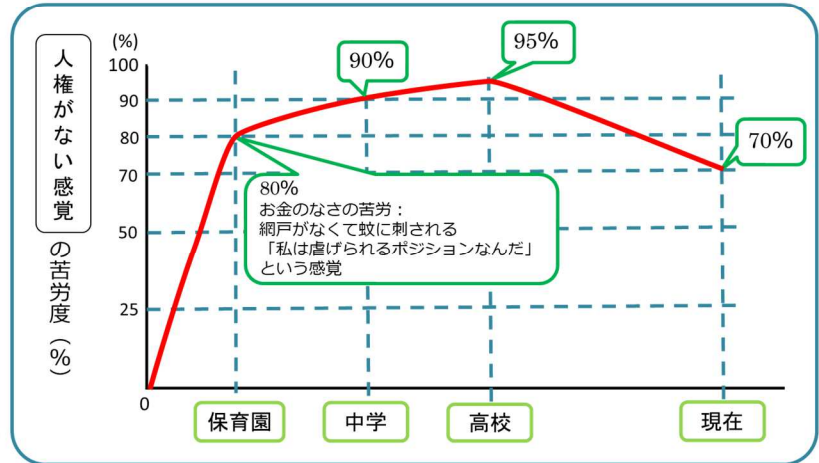 人権がない感覚
の苦労度(%)
(%)
100
90
80
70
50
25
0
90%
95%
70%
80%
お金のなさの苦労:
網戸がなくて蚊に刺される
「私は虐げられるポジションなんだ」
という感覚
保育園
中学
高校
現在